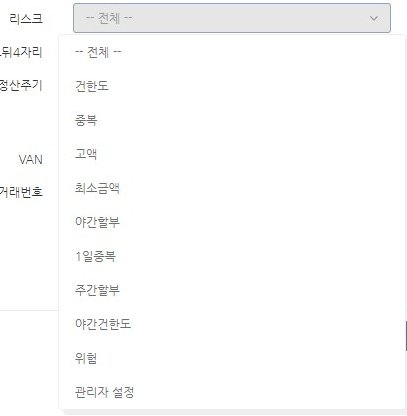 리스크
-- 전체 --
뒤4자리
정산주기
VAN
거래번호
-- 전체 --
건한도
중복
고액
최소금액
야간할부
1일중복
주간할부
야간건한도
위험
관리자 설정